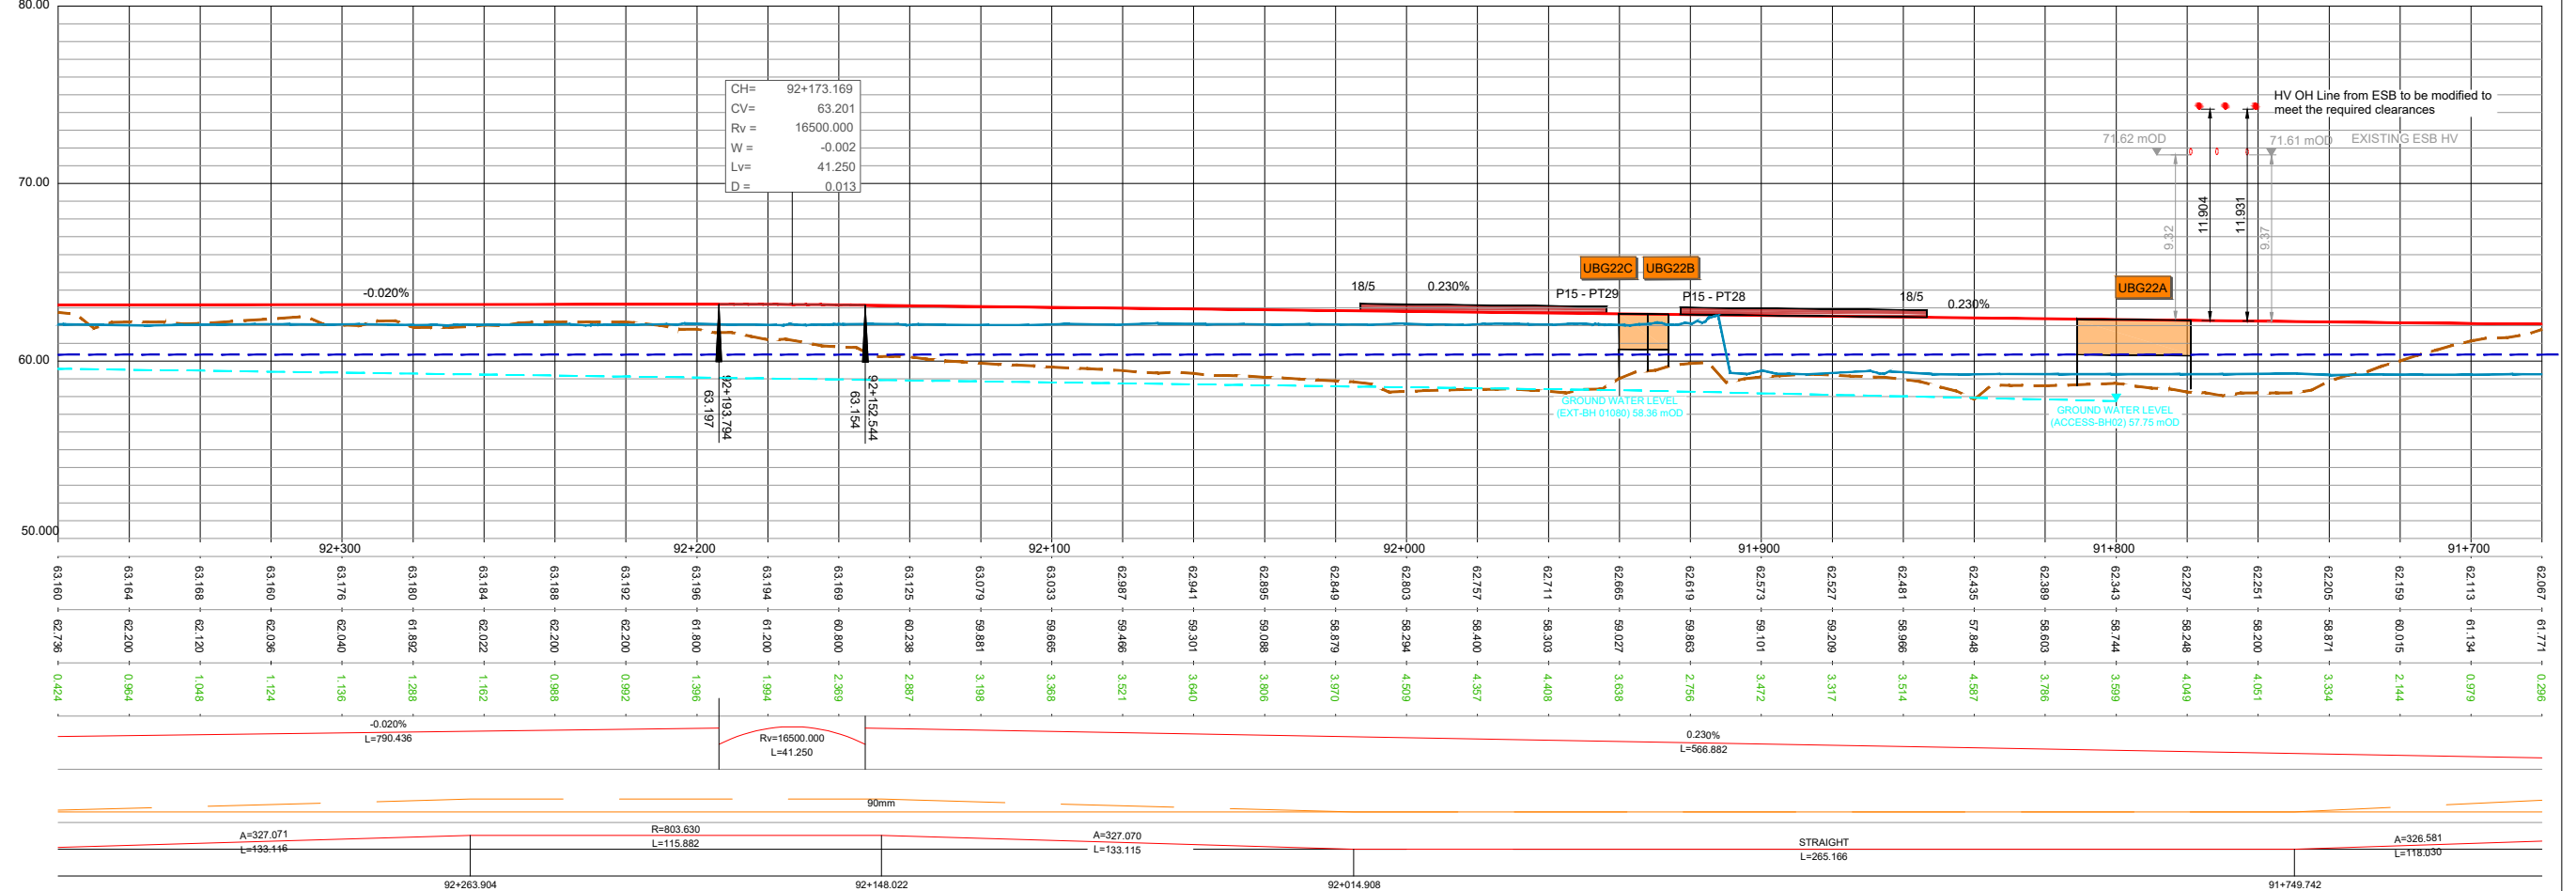 80.00
70.00
60.00
50.000
CH= 92+173.169
CV= 63.201
Rv = 16500.000
W = -0.002
Lv= 41.250
D = 0.013
HV OH Line from ESB to be modified to
meet the required clearances
71.62 mOD
71.61 mOD
EXISTING ESB HV
9.32
11.904
11.931
9.37
-0.020%
UBG22C
UBG22B
UBG22A
18/5
0.230%
P15 - PT29
P15 - PT28
18/5
0.230%
63.197
92+193.794
63.154
92+152.544
GROUND WATER LEVEL
(EXT-BH 01080) 58.36 mOD
GROUND WATER LEVEL
(ACCESS-BH02) 57.75 mOD
92+300 92+200 92+100 92+000 91+900 91+800 91+700
63.160 63.164 63.168 63.160 63.176 63.180 63.184 63.188 63.192 63.196 63.194 63.169 63.125 63.079 63.033 62.987 62.941 62.895 62.849 62.803 62.757 62.711 62.665 62.619 62.573 62.527 62.481 62.435 62.389 62.343 62.297 62.251 62.205 62.159 62.113 62.067
62.736 62.200 62.120 62.036 62.040 61.892 62.022 62.200 62.200 61.800 61.200 60.800 60.238 59.881 59.665 59.466 59.301 59.088 58.879 58.294 58.400 58.303 59.027 59.863 59.101 59.209 58.966 57.848 58.603 58.744 58.248 58.200 58.871 60.015 61.134 61.771
0.424 0.964 1.048 1.124 1.136 1.288 1.162 0.988 0.992 1.396 1.994 2.369 2.887 3.198 3.368 3.521 3.640 3.806 3.970 4.509 4.357 4.408 3.638 2.756 3.472 3.317 3.514 4.587 3.786 3.599 4.049 4.051 3.334 2.144 0.979 0.296
-0.020%
L=790.436
Rv=16500.000
L=41.250
0.230%
L=566.882
90mm
A=327.071
L=133.116
R=803.630
L=115.882
A=327.070
L=133.115
STRAIGHT
L=265.166
A=326.581
L=118.030
92+263.904 92+148.022 92+014.908 91+749.742